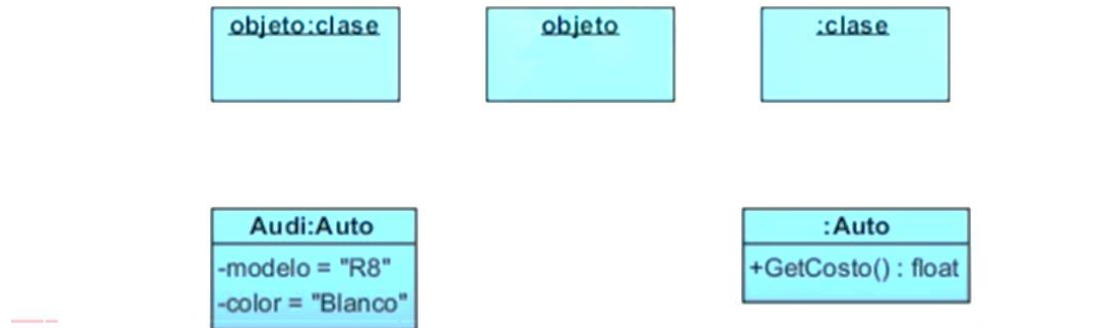 objeto:clase
objeto
:clase
Audi:Auto
-modelo = "R8"
-color = "Blanco"
:Auto
+GetCosto() : float